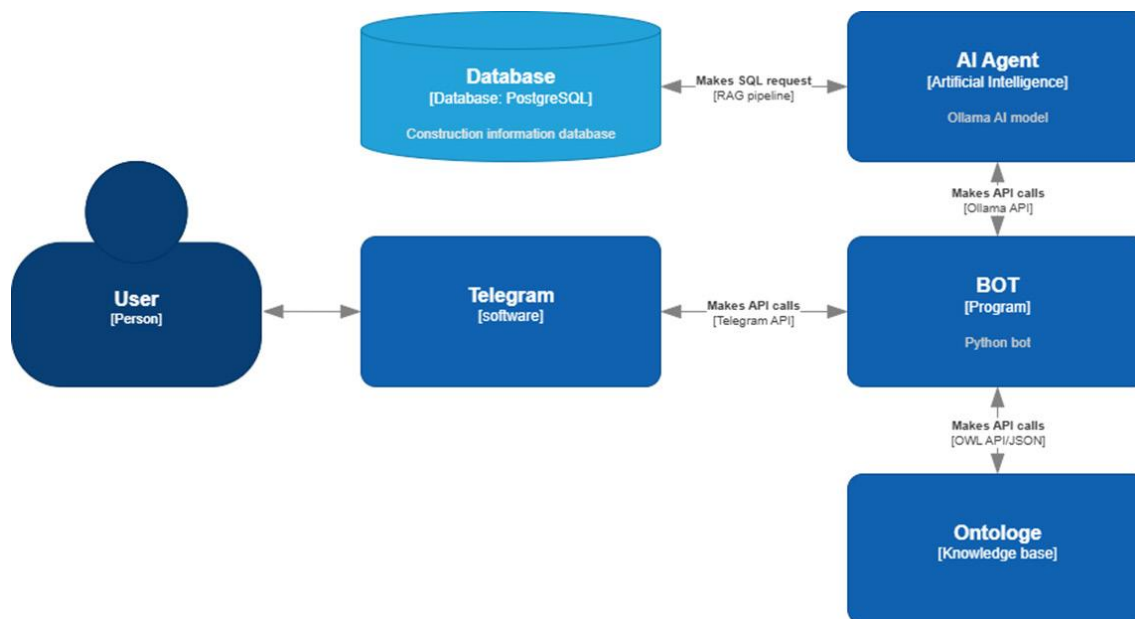 Database
[Database: PostgreSQL]
Construction information database
Makes SQL request
[RAG pipeline]
AI Agent
[Artificial Intelligence]
Ollama AI model
Makes API calls
[Ollama API]
User
[Person]
Telegram
[software]
Makes API calls
[Telegram API]
BOT
[Program]
Python bot
Makes API calls
[OWL API/JSON]
Ontologe
[Knowledge base]